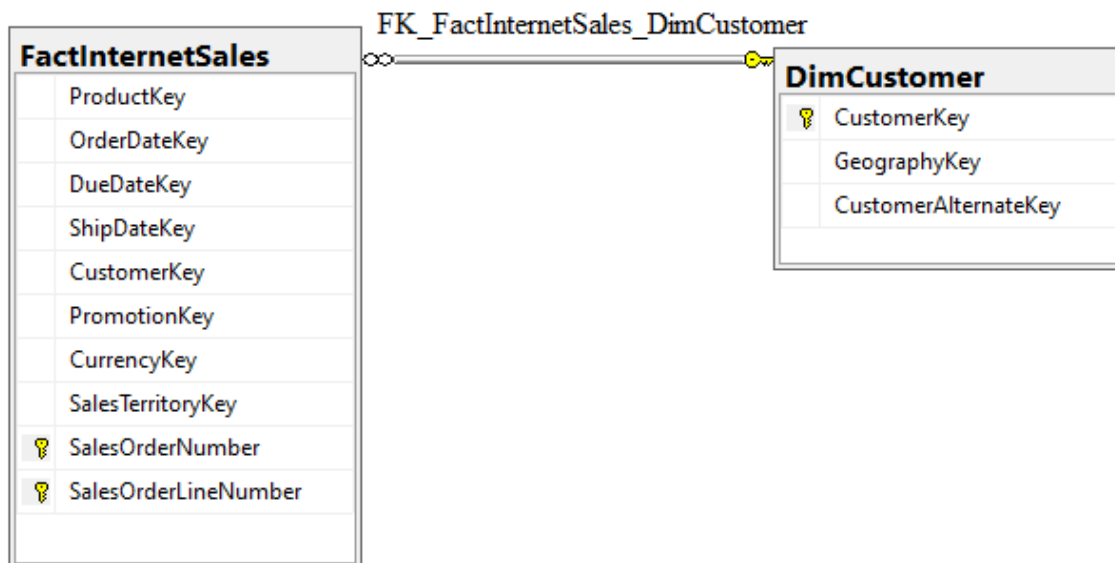 FK_FactInternetSales_DimCustomer
FactInternetSales
ProductKey
OrderDateKey
DueDateKey
ShipDateKey
CustomerKey
PromotionKey
CurrencyKey
SalesTerritoryKey
SalesOrderNumber
SalesOrderLineNumber
DimCustomer
CustomerKey
GeographyKey
CustomerAlternateKey